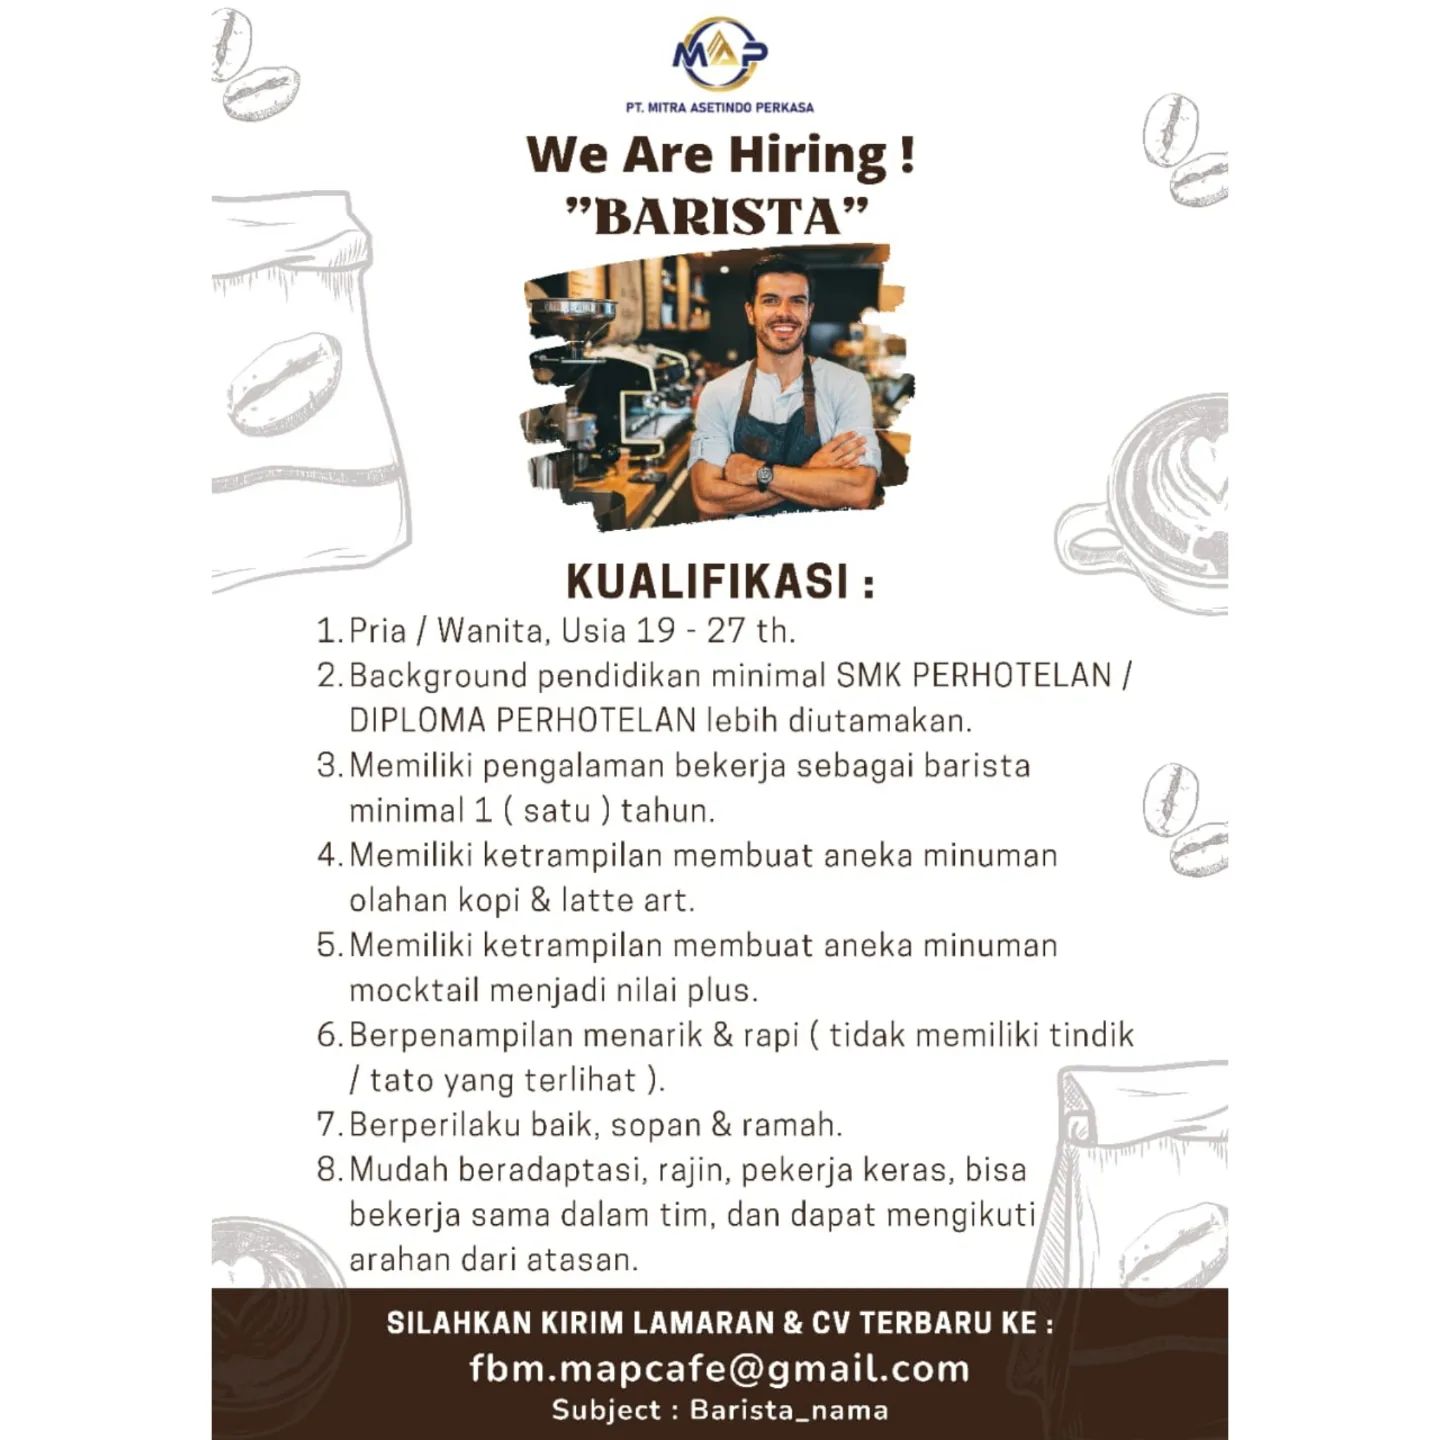 MAP
PT. MITRA ASETINDO PERKASA
We Are Hiring !
”BARISTA”
KUALIFIKASI :
1. Pria / Wanita, Usia 19 - 27 th.
2. Background pendidikan minimal SMK PERHOTELAN /
DIPLOMA PERHOTELAN lebih diutamakan.
3. Memiliki pengalaman bekerja sebagai barista
minimal 1 ( satu ) tahun.
4. Memiliki ketrampilan membuat aneka minuman
olahan kopi & latte art.
5. Memiliki ketrampilan membuat aneka minuman
mocktail menjadi nilai plus.
6. Berpenampilan menarik & rapi ( tidak memiliki tindik
/ tato yang terlihat ).
7. Berperilaku baik, sopan & ramah.
8. Mudah beradaptasi, rajin, pekerja keras, bisa
bekerja sama dalam tim, dan dapat mengikuti
arahan dari atasan.
SILAHKAN KIRIM LAMARAN & CV TERBARU KE :
fbm.mapcafe@gmail.com
Subject : Barista_nama